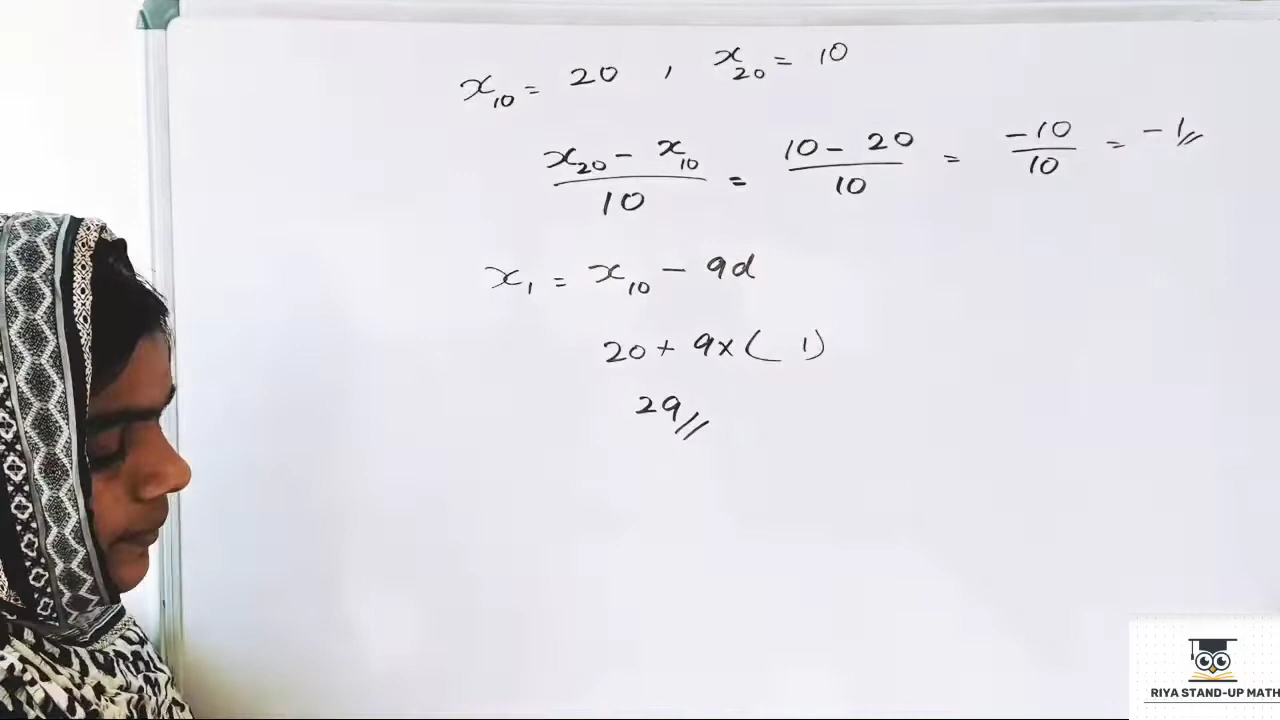 x₁₀ = 20 , x₂₀ = 10
(x₂₀ - x₁₀)/10 = (10 - 20)/10 = -10/10 = -1//
x₁ = x₁₀ - 9d
20 + 9x( 1)
29//
RIYA STAND-UP MATH